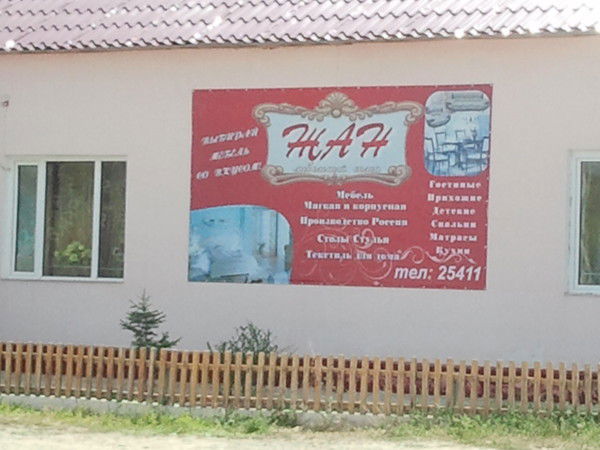 ВЫБИРАЙ
МЕБЕЛЬ
СО ВКУСОМ!
ЖАН
Мебель
Мягкая и корпусная
Производство Россия
Столы Стулья
Текстиль для дома
Гостиные
Прихожие
Детские
Спальни
Матрасы
Кухни
тел: 25411